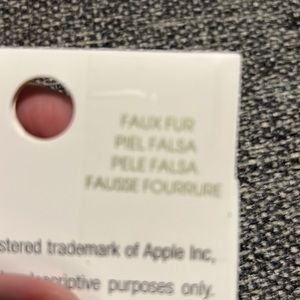 FAUX FUR
PIEL FALSA
PELE FALSA
FAUSSE FOURRURE
stered trademark of Apple Inc,
descriptive purposes only.